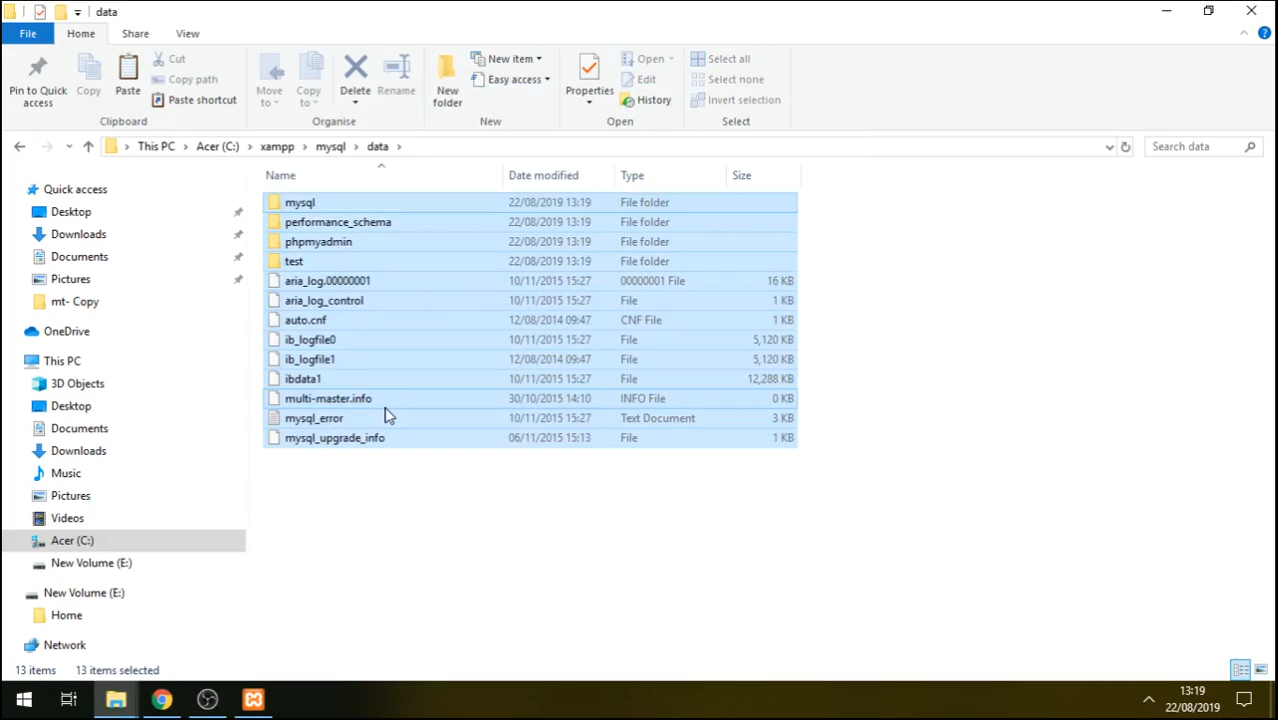 data
File Home Share View
Pin to Quick access
Copy
Paste
Cut
Copy path
Paste shortcut
Clipboard
Move to
Copy to
Delete
Rename
Organise
New folder
New item
Easy access
New
Properties
Open
Edit
History
Open
Select all
Select none
Invert selection
Select
This PC Acer (C:) xampp mysql data
Search data
Name Date modified Type Size
mysql 22/08/2019 13:19 File folder
performance_schema 22/08/2019 13:19 File folder
phpmyadmin 22/08/2019 13:19 File folder
test 22/08/2019 13:19 File folder
aria_log.00000001 10/11/2015 15:27 00000001 File 16 KB
aria_log_control 10/11/2015 15:27 File 1 KB
auto.cnf 12/08/2014 09:47 CNF File 1 KB
ib_logfile0 10/11/2015 15:27 File 5,120 KB
ib_logfile1 12/08/2014 09:47 File 5,120 KB
ibdata1 10/11/2015 15:27 File 12,288 KB
multi-master.info 30/10/2015 14:10 INFO File 0 KB
mysql_error 10/11/2015 15:27 Text Document 3 KB
mysql_upgrade_info 06/11/2015 15:13 File 1 KB
Quick access
Desktop
Downloads
Documents
Pictures
mt- Copy
OneDrive
This PC
3D Objects
Desktop
Documents
Downloads
Music
Pictures
Videos
Acer (C:)
New Volume (E:)
New Volume (E:)
Home
Network
13 items 13 items selected
13:19
22/08/2019